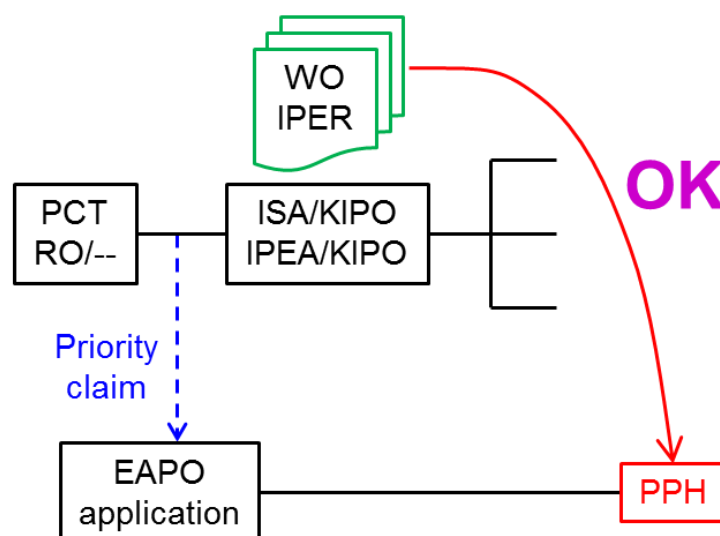 WO
IPER
OK
PCT
RO/--
ISA/KIPO
IPEA/KIPO
Priority
claim
EAPO
application
PPH